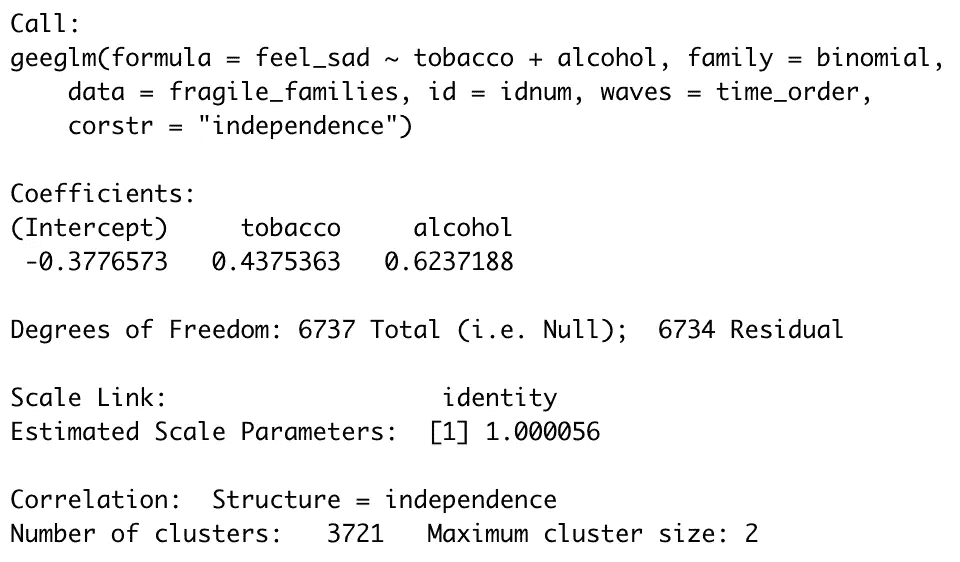 Call:
geeglm(formula = feel_sad ~ tobacco + alcohol, family = binomial,
    data = fragile_families, id = idnum, waves = time_order,
    corstr = "independence")

Coefficients:
(Intercept)     tobacco     alcohol
 -0.3776573   0.4375363   0.6237188

Degrees of Freedom: 6737 Total (i.e. Null);  6734 Residual

Scale Link:                   identity
Estimated Scale Parameters:  [1] 1.000056

Correlation:  Structure = independence
Number of clusters:   3721   Maximum cluster size: 2